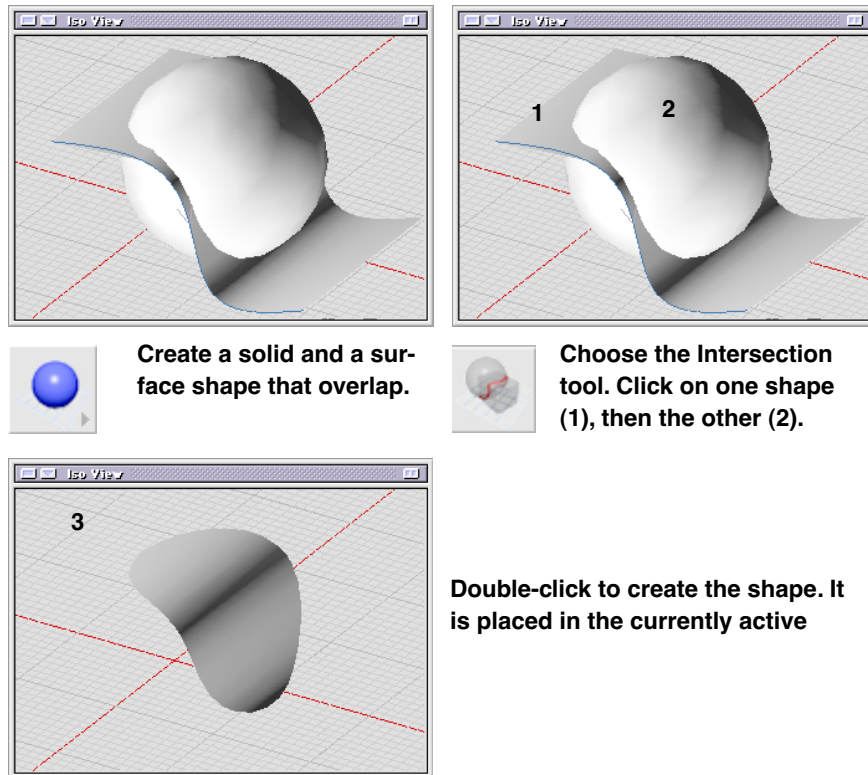 Iso View
Iso View
1
2
Create a solid and a sur-
face shape that overlap.
Choose the Intersection
tool. Click on one shape
(1), then the other (2).
Iso View
3
Double-click to create the shape. It
is placed in the currently active